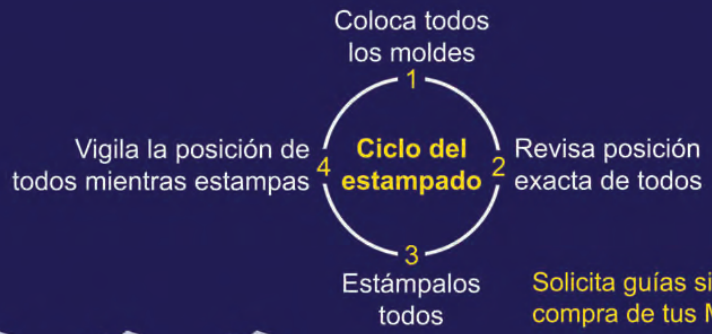 Coloca todos
los moldes
1
Vigila la posición de
todos mientras estampas
4
Ciclo del
estampado
2
Revisa posición
exacta de todos
3
Estámpalos
todos
Solicita guías si
compra de tus